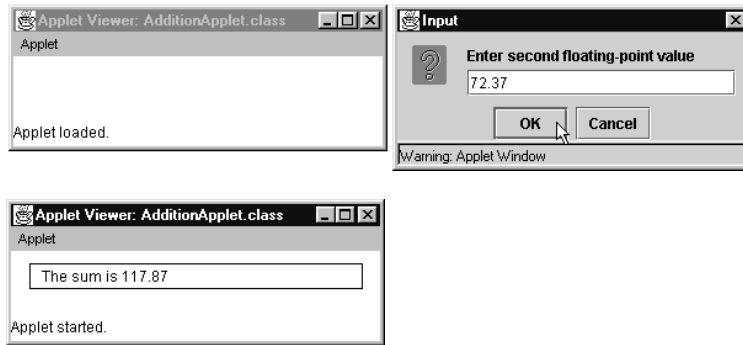 Applet Viewer: AdditionApplet.class
Applet
Applet loaded.
Input
Enter second floating-point value
72.37
OK
Cancel
Warning: Applet Window
Applet Viewer: AdditionApplet.class
Applet
The sum is 117.87
Applet started.